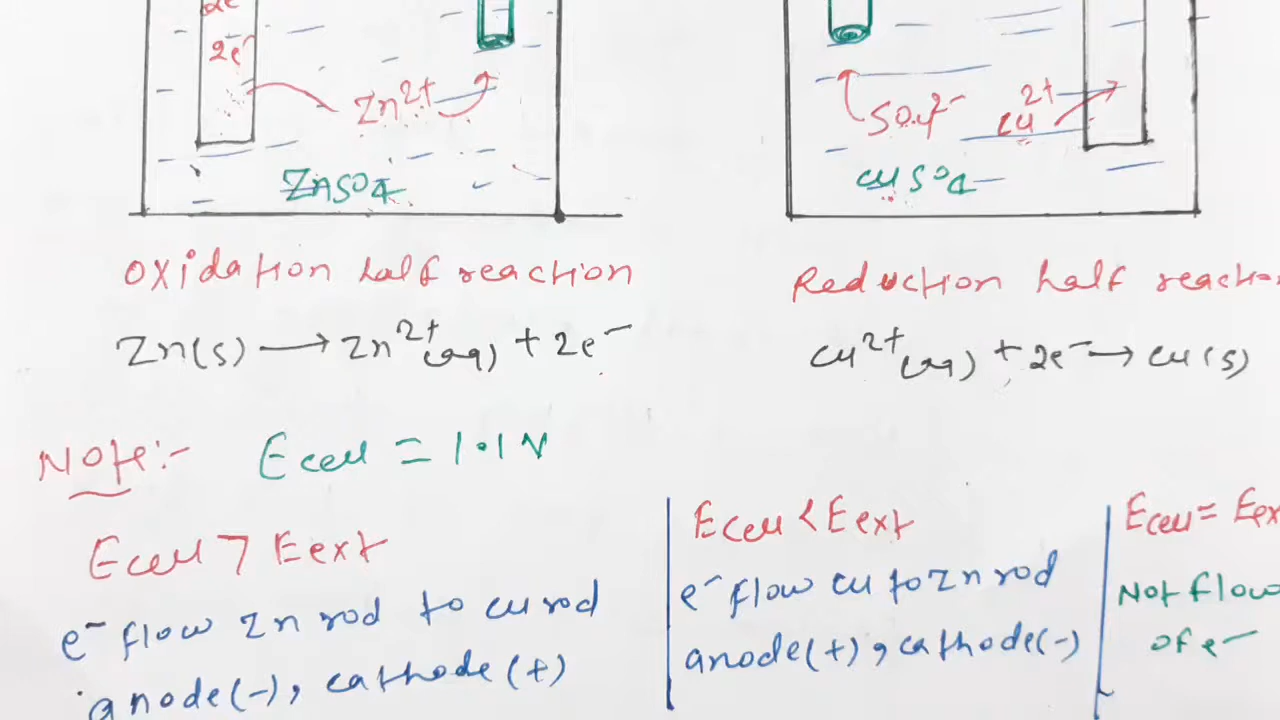 2e⁻
2e⁻
Zn²⁺
ZnSO4
SO4²⁻
Cu²⁺
CuSO4
Oxidation half reaction
Zn(s) → Zn²⁺(aq) + 2e⁻
Reduction half reactio
Cu²⁺(aq) + 2e⁻ → Cu(s)
Note:-
Ecell = 1.1 V
Ecell > Eext
e⁻ flow Zn rod to Cu rod
anode(-), cathode(+)
Ecell < Eext
e⁻ flow Cu to Zn rod
anode(+), cathode(-)
Ecell = Eex
Not flow
of e⁻